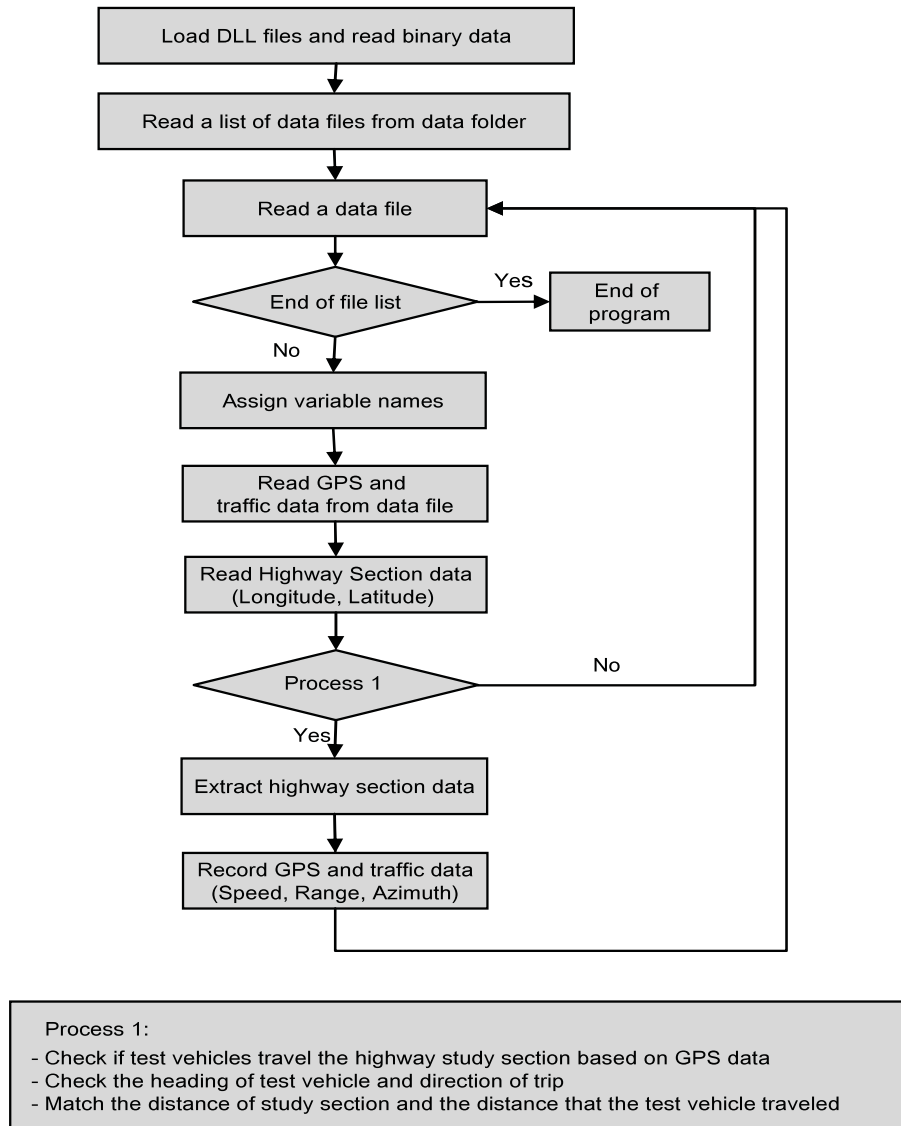 Load DLL files and read binary data
Read a list of data files from data folder
Read a data file
End of file list
Yes
End of
program
No
Assign variable names
Read GPS and
traffic data from data file
Read Highway Section data
(Longitude, Latitude)
Process 1
No
Yes
Extract highway section data
Record GPS and traffic data
(Speed, Range, Azimuth)
Process 1:
- Check if test vehicles travel the highway study section based on GPS data
- Check the heading of test vehicle and direction of trip
- Match the distance of study section and the distance that the test vehicle traveled